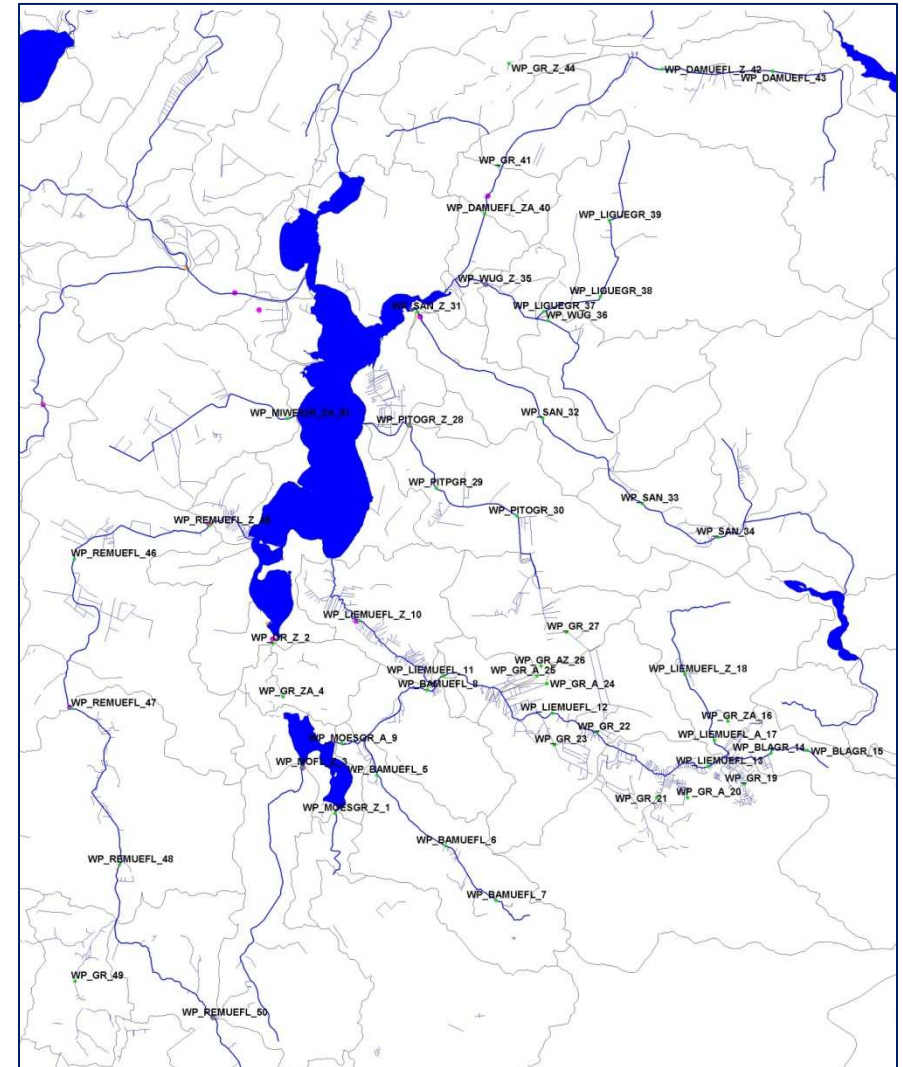 WP_GR_Z_44
WP_DAMUEFL_Z_42
WP_DAMUEFL_43
WP_GR_41
WP_DAMUEFL_ZA_40
WP_LIGUEGR_39
WP_WUG_Z_35
WP_LIGUEGR_38
WP_LIGUEGR_37
WP_SAN_Z_31
WP_WUG_36
WP_SAN_32
WP_PITOGR_Z_28
WP_PITPGR_29
WP_SAN_33
WP_PITOGR_30
WP_SAN_34
WP_REMUEFL_46
WP_LIEMUEFL_Z_10
WP_GR_27
WP_GR_Z_2
WP_GR_AZ_26
WP_LIEMUEFL_11
WP_GR_A_25
WP_LIEMUEFL_Z_18
WP_GR_A_24
WP_BAMUEFL_8
WP_GR_ZA_4
WP_REMUEFL_47
WP_LIEMUEFL_12
WP_GR_ZA_16
WP_GR_22
WP_LIEMUEFL_A_17
WP_MOESGR_A_9
WP_GR_23
WP_BLAGR_14
WP_BLAGR_15
WP_LIEMUEFL_13
WP_BAMUEFL_5
WP_GR_19
WP_GR_A_20
WP_GR_21
WP_MOESGR_Z_1
WP_BAMUEFL_6
WP_REMUEFL_48
WP_BAMUEFL_7
WP_GR_49
WP_REMUEFL_50